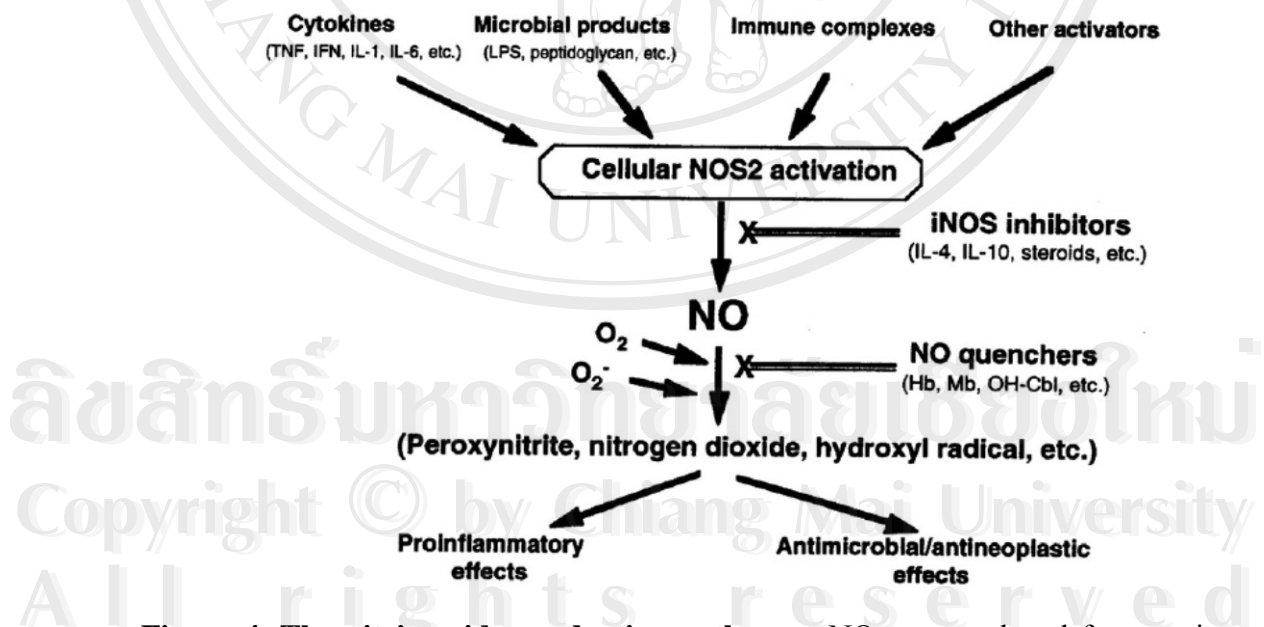 Cytokines
(TNF, IFN, IL-1, IL-6, etc.)
Microbial products
(LPS, peptidoglycan, etc.)
Immune complexes
Other activators
Cellular NOS2 activation
X
iNOS inhibitors
(IL-4, IL-10, steroids, etc.)
NO
O2
O2-
X
NO quenchers
(Hb, Mb, OH-Cbl, etc.)
(Peroxynitrite, nitrogen dioxide, hydroxyl radical, etc.)
Proinflammatory
effects
Antimicrobial/antineoplastic
effects
ANG MAI UNIVERSITY
ลิขสิทธิ์มหาวิทยาลัยเชียงใหม่
Copyright © by Chiang Mai University
All rights reserved